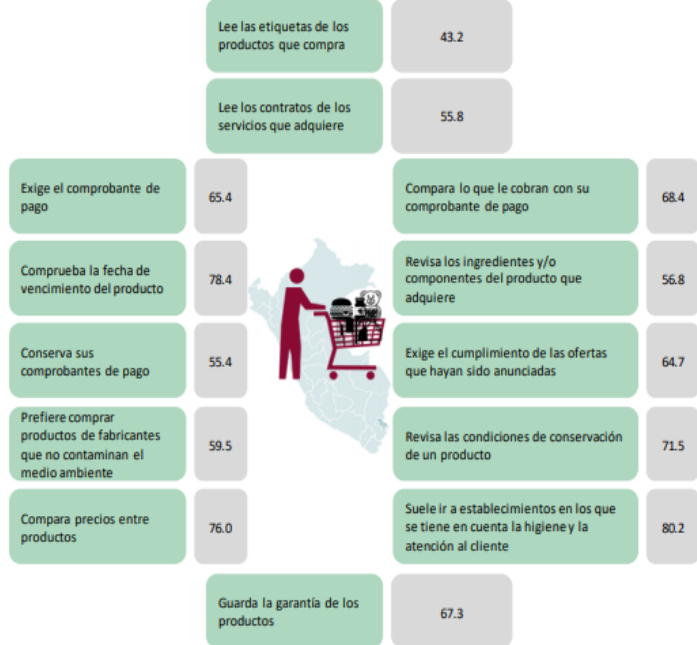 Lee las etiquetas de los
productos que compra
43.2
Lee los contratos de los
servicios que adquiere
55.8
Exige el comprobante de
pago
65.4
Compara lo que le cobran con su
comprobante de pago
68.4
Comprueba la fecha de
vencimiento del producto
78.4
Revisa los ingredientes y/o
componentes del producto que
adquiere
56.8
Conserva sus
comprobantes de pago
55.4
Exige el cumplimiento de las ofertas
que hayan sido anunciadas
64.7
Prefiere comprar
productos de fabricantes
que no contaminan el
medio ambiente
59.5
Revisa las condiciones de conservación
de un producto
71.5
Compara precios entre
productos
76.0
Suele ir a establecimientos en los que
se tiene en cuenta la higiene y la
atención al cliente
80.2
Guarda la garantía de los
productos
67.3